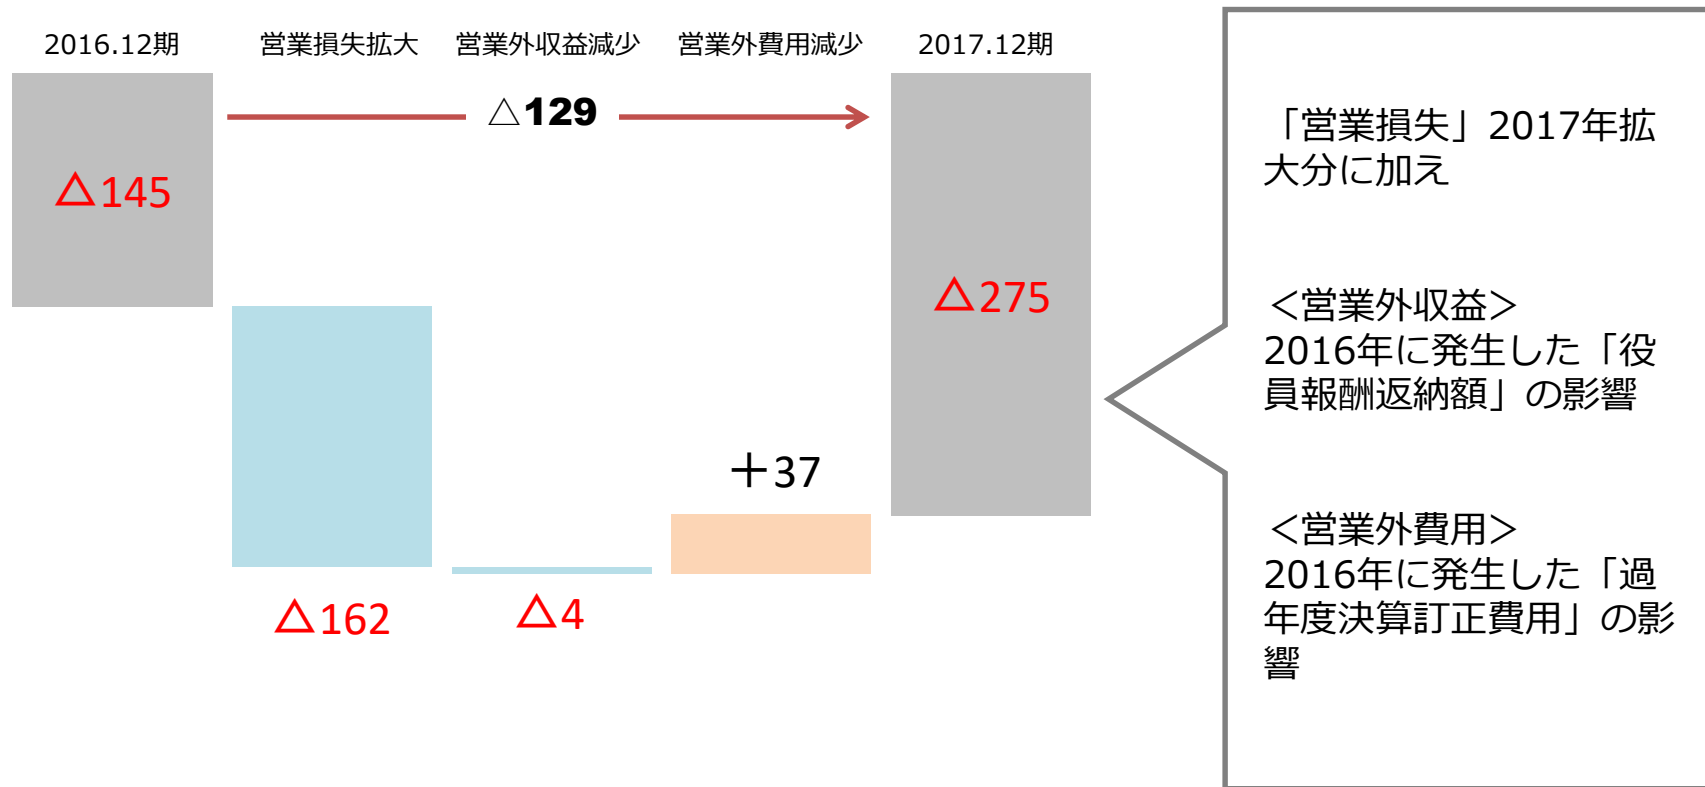 2016.12期
営業損失拡大
営業外収益減少
営業外費用減少
2017.12期
△129
△145
△275
+37
△162
△4
「営業損失」2017年拡
大分に加え
＜営業外収益＞
2016年に発生した「役
員報酬返納額」の影響
＜営業外費用＞
2016年に発生した「過
年度決算訂正費用」の影
響